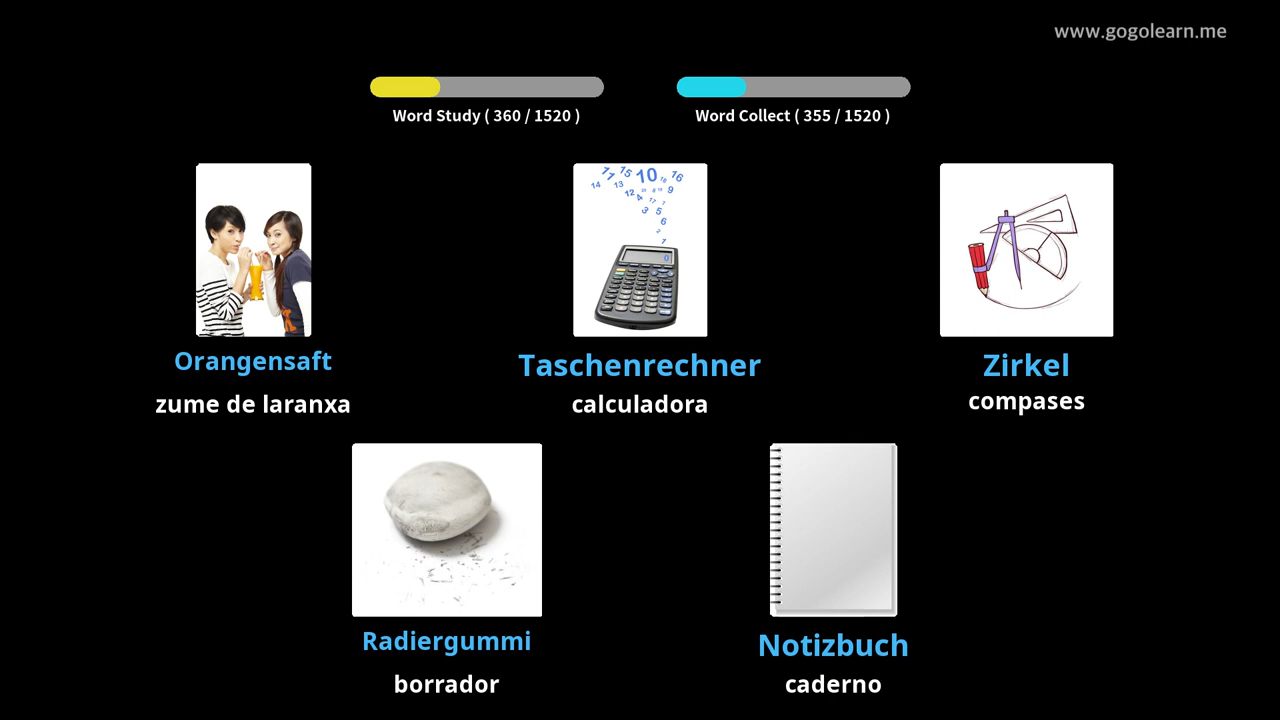 www.gogolearn.me
Word Study ( 360 / 1520 )
Word Collect ( 355 / 1520 )
Orangensaft
zume de laranxa
Taschenrechner
calculadora
Zirkel
compases
Radiergummi
borrador
Notizbuch
caderno